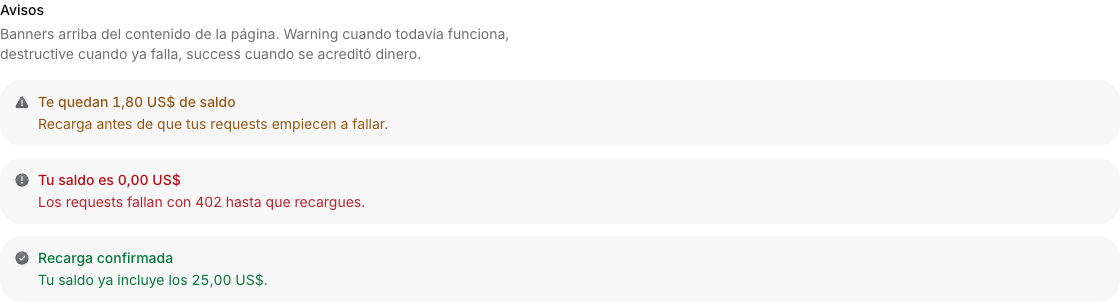 Avisos
Banners arriba del contenido de la página. Warning cuando todavía funciona,
destructive cuando ya falla, success cuando se acreditó dinero.
Te quedan 1,80 US$ de saldo
Recarga antes de que tus requests empiecen a fallar.
Tu saldo es 0,00 US$
Los requests fallan con 402 hasta que recargues.
Recarga confirmada
Tu saldo ya incluye los 25,00 US$.